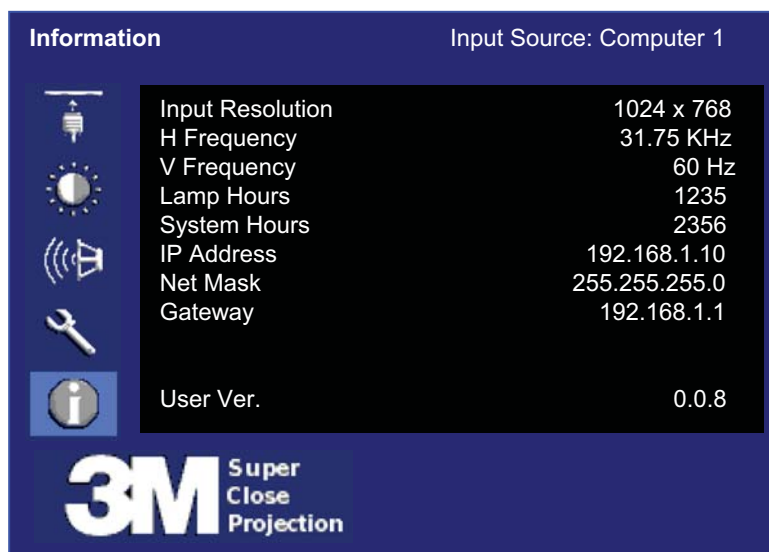 Information Input Source: Computer 1
Input Resolution 1024 x 768
H Frequency 31.75 KHz
V Frequency 60 Hz
Lamp Hours 1235
System Hours 2356
IP Address 192.168.1.10
Net Mask 255.255.255.0
Gateway 192.168.1.1
User Ver. 0.0.8
3M Super
Close
Projection